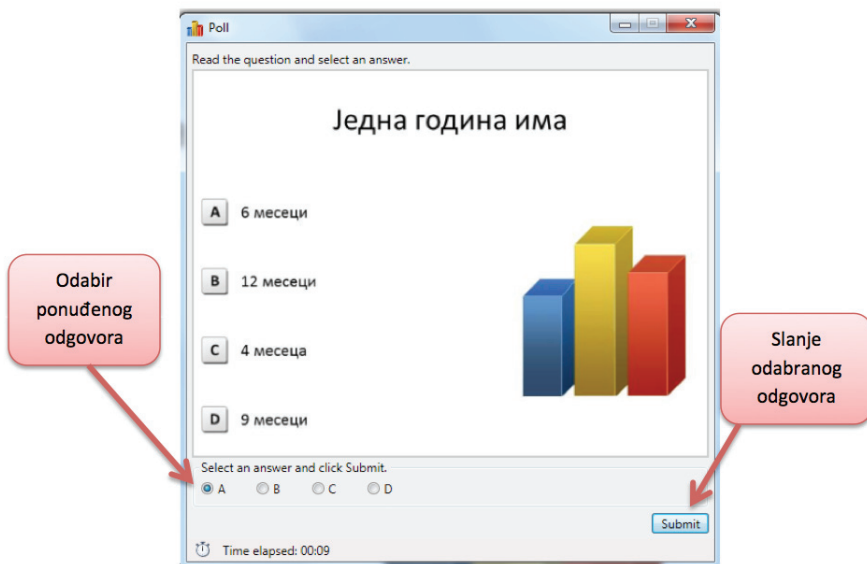 Poll
Read the question and select an answer.
Једна година има
A 6 месеци
B 12 месеци
C 4 месеца
D 9 месеци
Odabir
ponuđenog
odgovora
Slanje
odabranog
odgovora
Select an answer and click Submit.
A B C D
Submit
Time elapsed: 00:09